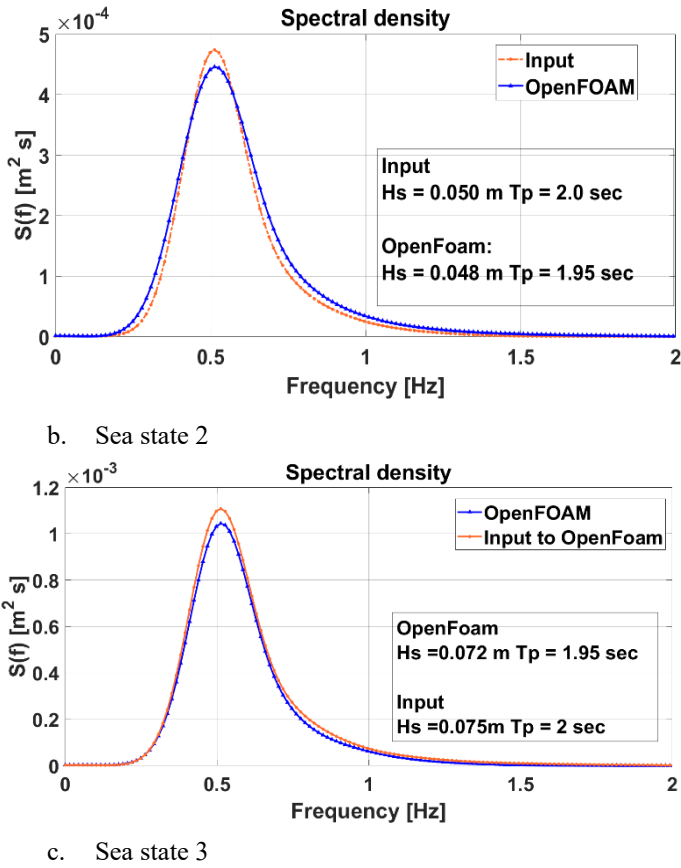 ×10⁻⁴
Spectral density
5
4
3
2
1
0
S(f) [m² s]
Input
OpenFOAM
Input
Hs = 0.050 m Tp = 2.0 sec
OpenFoam:
Hs = 0.048 m Tp = 1.95 sec
0 0.5 1 1.5 2
Frequency [Hz]
b. Sea state 2
×10⁻³
Spectral density
1.2
1
0.8
0.6
0.4
0.2
0
S(f) [m² s]
OpenFOAM
Input to OpenFoam
OpenFoam
Hs =0.072 m Tp = 1.95 sec
Input
Hs =0.075m Tp = 2 sec
0 0.5 1 1.5 2
Frequency [Hz]
c. Sea state 3